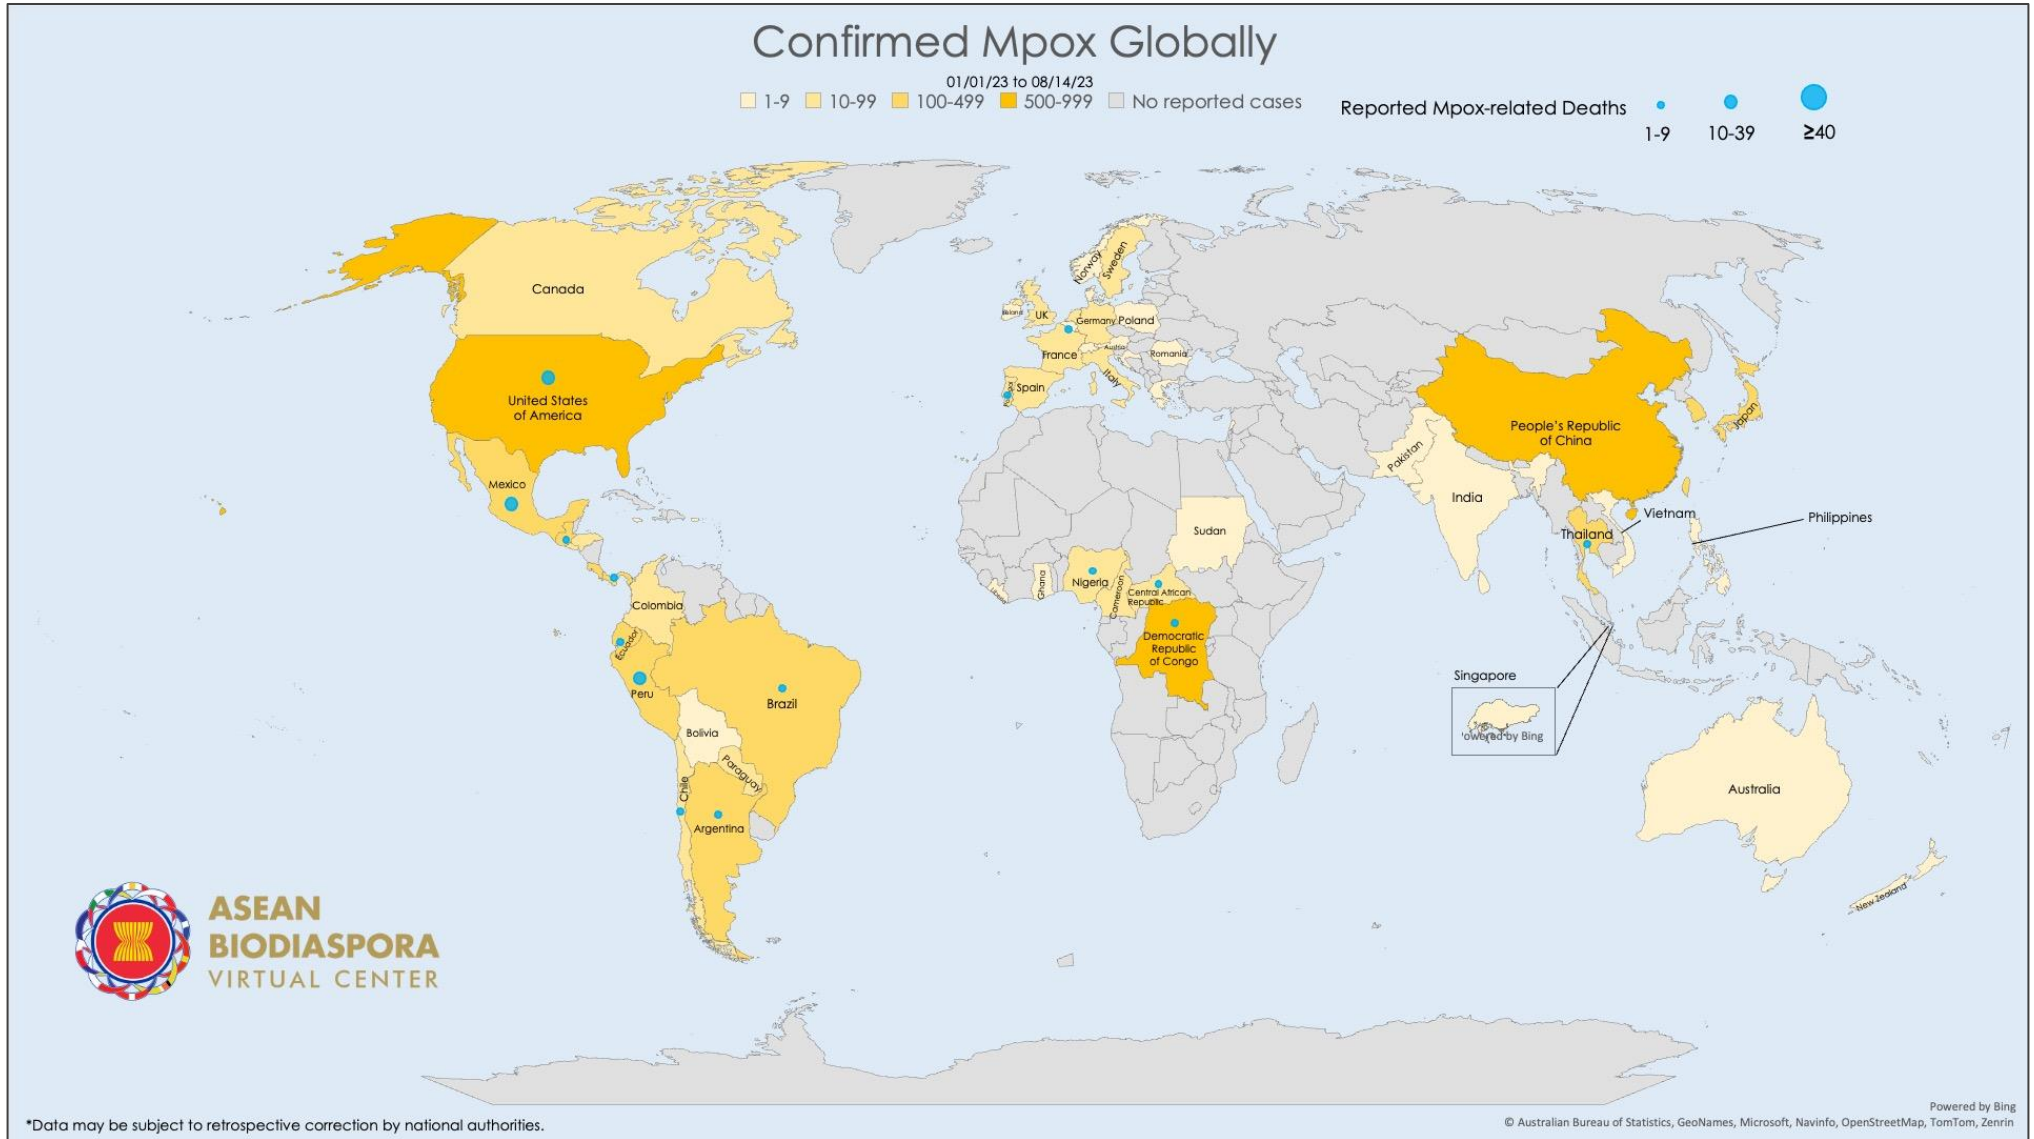 Confirmed Mpox Globally
01/01/23 to 08/14/23
1-9 10-99 100-499 500-999 No reported cases
Reported Mpox-related Deaths
1-9 10-39 ≥40
Canada
Norway
Sweden
UK
Germany
Poland
France
Austria
Romania
Italy
Spain
United States
of America
People's Republic
of China
Japan
Mexico
Pakistan
India
Sudan
Vietnam
Philippines
Thailand
Nigeria
Ghana
Liberia
Cameroon
Central African
Republic
Colombia
Ecuador
Democratic
Republic
of Congo
Peru
Brazil
Singapore
Bolivia
owered by Bing
Paraguay
Chile
Australia
Argentina
New Zealand
ASEAN
BIODIASPORA
VIRTUAL CENTER
*Data may be subject to retrospective correction by national authorities.
Powered by Bing
© Australian Bureau of Statistics, GeoNames, Microsoft, Navinfo, OpenStreetMap, TomTom, Zenrin